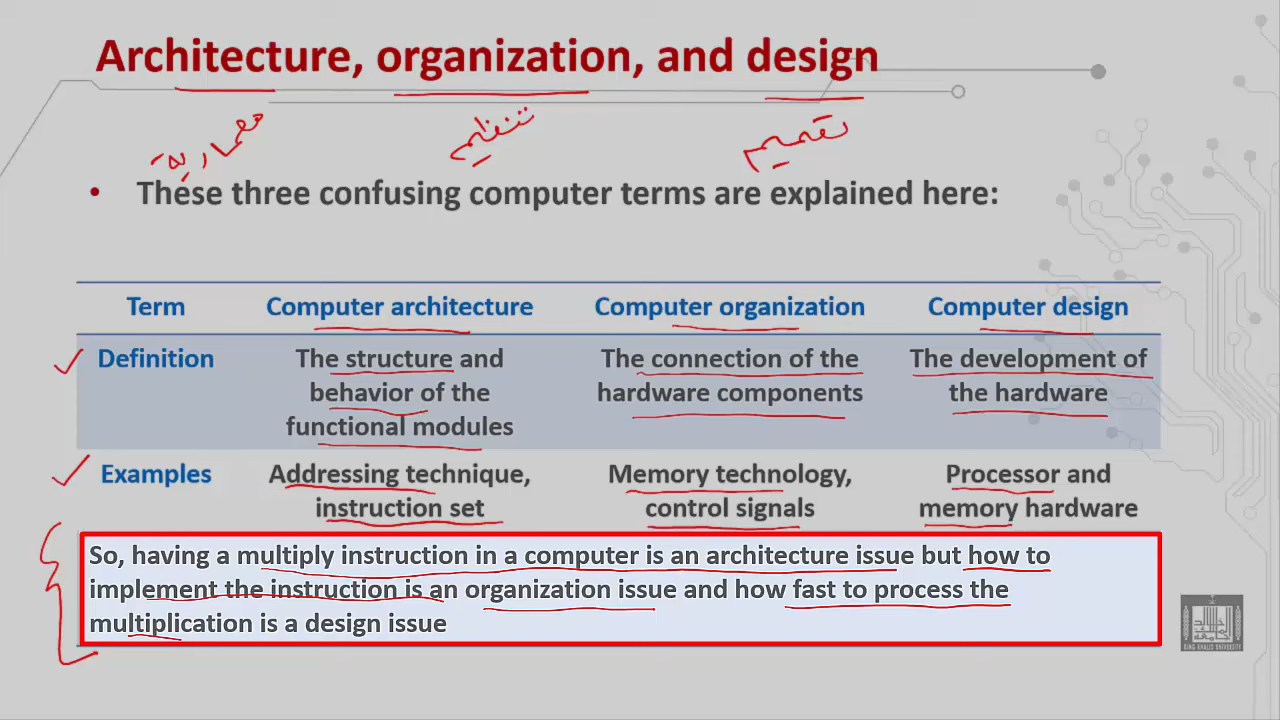 Architecture, organization, and design
معمارية
تنظيم
تصميم
• These three confusing computer terms are explained here:
Term Computer architecture Computer organization Computer design
Definition The structure and The connection of the The development of
behavior of the hardware components the hardware
functional modules
Examples Addressing technique, Memory technology, Processor and
instruction set control signals memory hardware
So, having a multiply instruction in a computer is an architecture issue but how to
implement the instruction is an organization issue and how fast to process the
multiplication is a design issue
KING KHALID UNIVERSITY